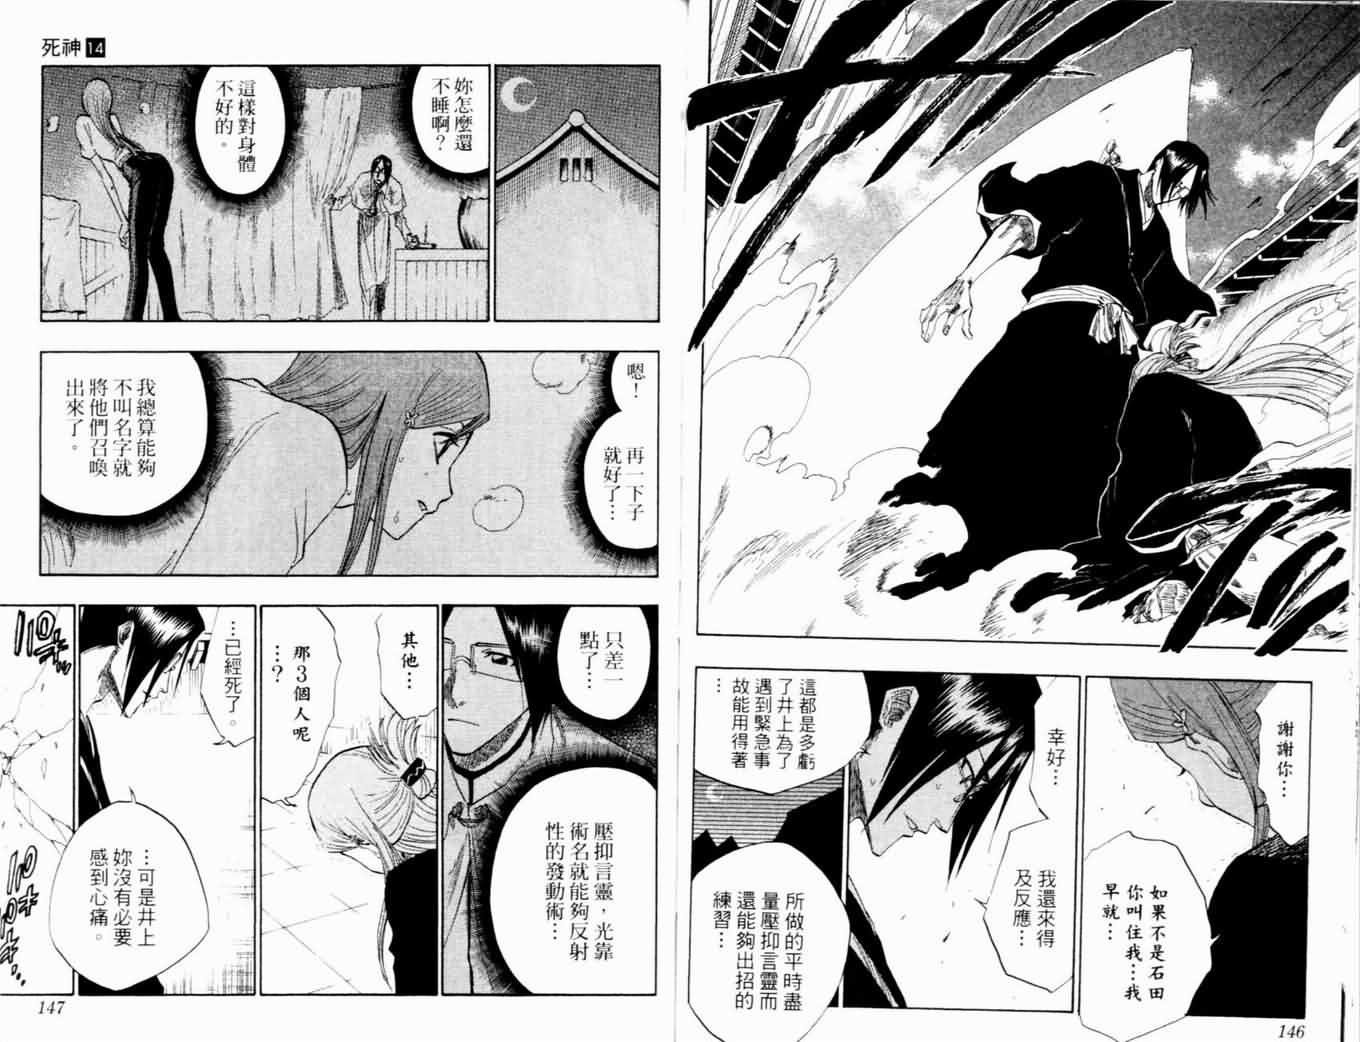 謝謝你…
如果不是石田
你叫住我…我
早就…
幸好…
我還來得
及反應…
這都是多虧
了井上為了
遇到緊急事
故能用得著
…
所做的平時盡
量壓抑言靈而
還能夠出招的
練習…
146
死神14
妳怎麼還
不睡啊？
這樣對身體
不好的。
嗯！
再一下子
就好了…
我總算能夠
不叫名字就
將他們召喚
出來了。
只差一
點了…
壓抑言靈，光靠
術名就能夠反射
性的發動術…
其他…
那3個人呢
…？
…已經死了。
…可是井上
妳沒有必要
感到心痛。
147